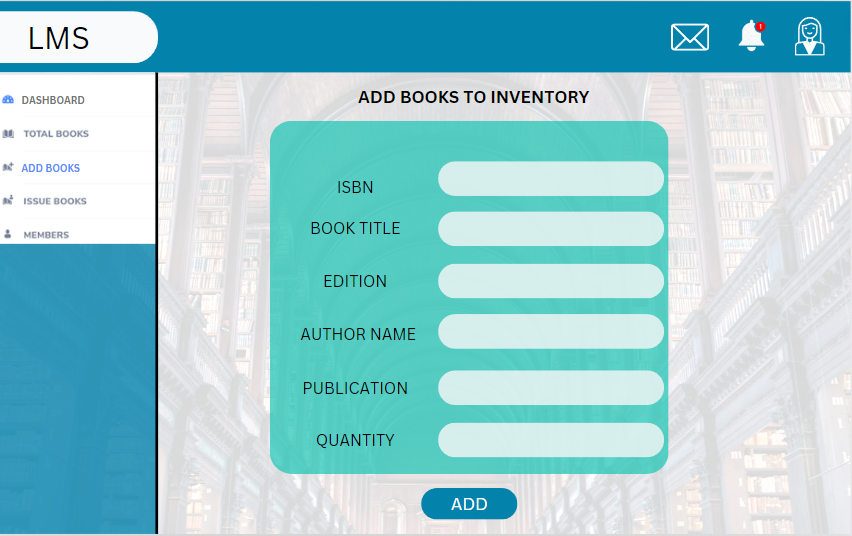 LMS
1
DASHBOARD
TOTAL BOOKS
ADD BOOKS
ISSUE BOOKS
MEMBERS
ADD BOOKS TO INVENTORY
ISBN
BOOK TITLE
EDITION
AUTHOR NAME
PUBLICATION
QUANTITY
ADD